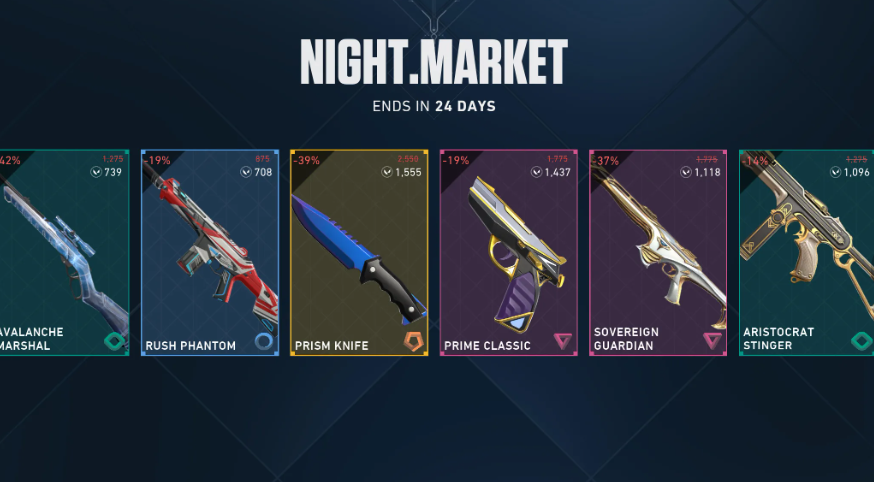 NIGHT.MARKET
ENDS IN 24 DAYS
42% 1,275
739
AVALANCHE
MARSHAL
-19% 875
708
RUSH PHANTOM
-39% 2,550
1,555
PRISM KNIFE
-19% 1,775
1,437
PRIME CLASSIC
-37% 1,775
1,118
SOVEREIGN
GUARDIAN
-14% 1,275
1,096
ARISTOCRAT
STINGER